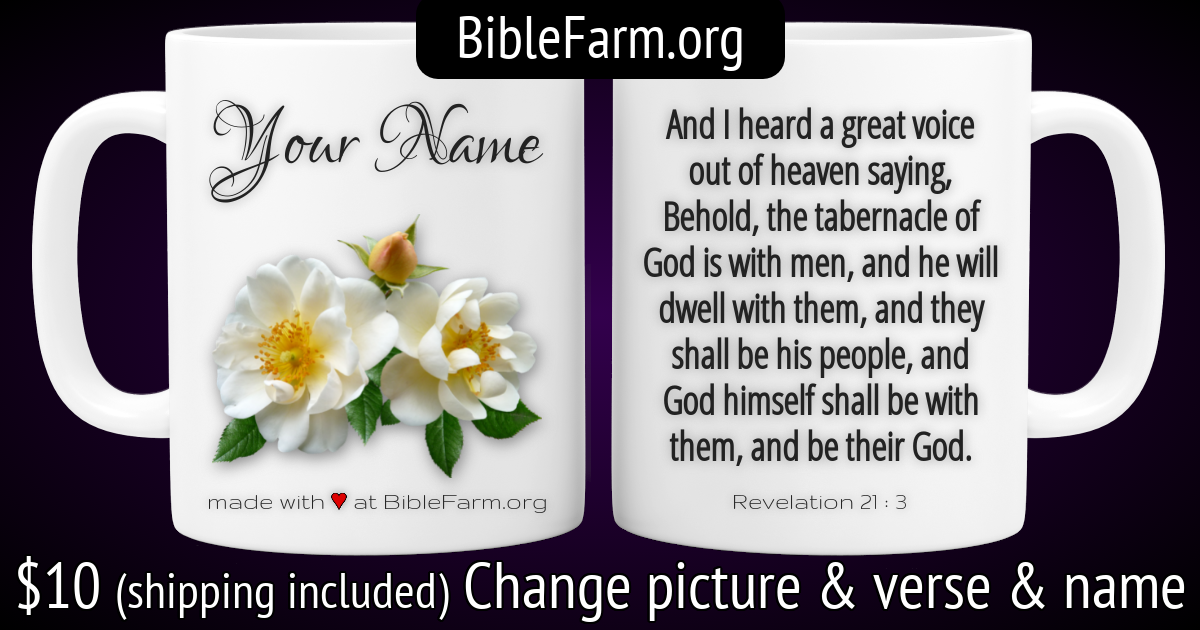 BibleFarm.org
Your Name
made with ♥ at BibleFarm.org
And I heard a great voice
out of heaven saying,
Behold, the tabernacle of
God is with men, and he will
dwell with them, and they
shall be his people, and
God himself shall be with
them, and be their God.
Revelation 21 : 3
$10 (shipping included) Change picture & verse & name